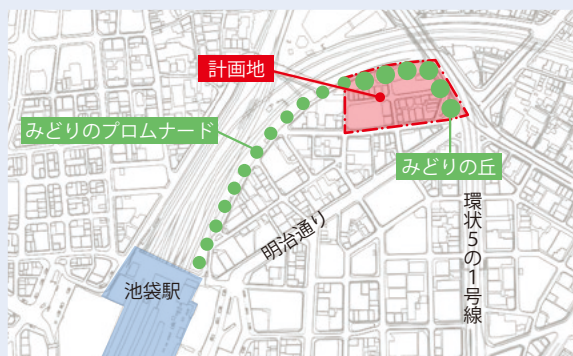 計画地
みどりのプロムナード
みどりの丘
環状5の1号線
明治通り
池袋駅